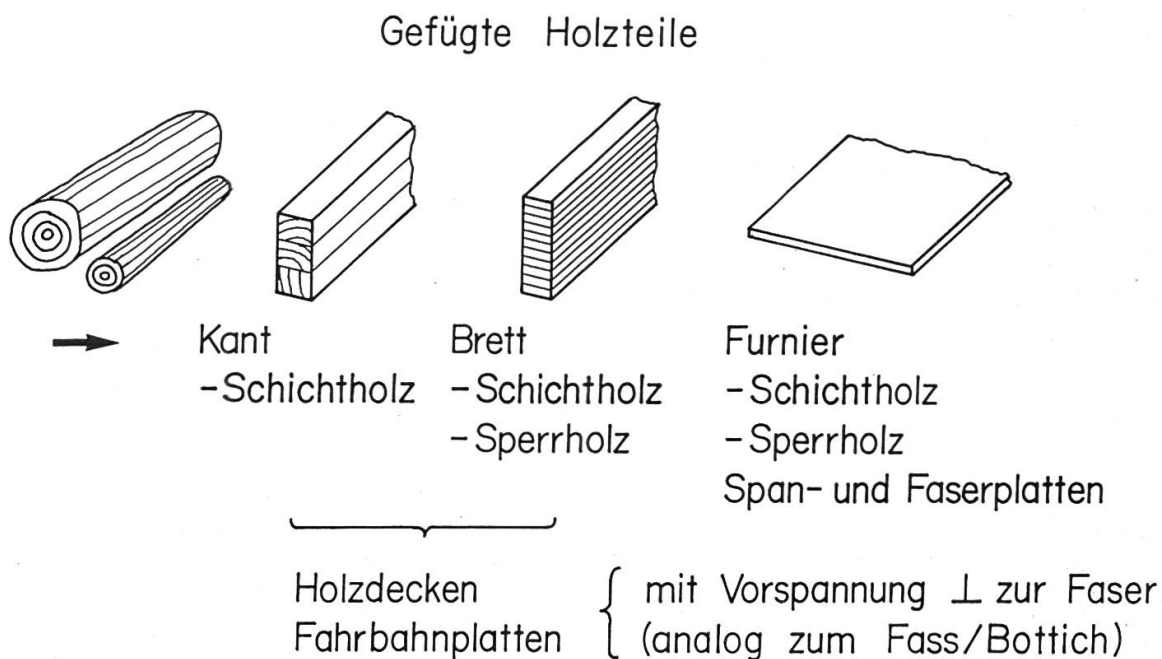 Gefügte Holzteile
Kant
-Schichtholz
Brett
-Schichtholz
-Sperrholz
Furnier
-Schichtholz
-Sperrholz
Span- und Faserplatten
Holzdecken
Fahrbahnplatten
mit Vorspannung ⊥ zur Faser
(analog zum Fass/Bottich)